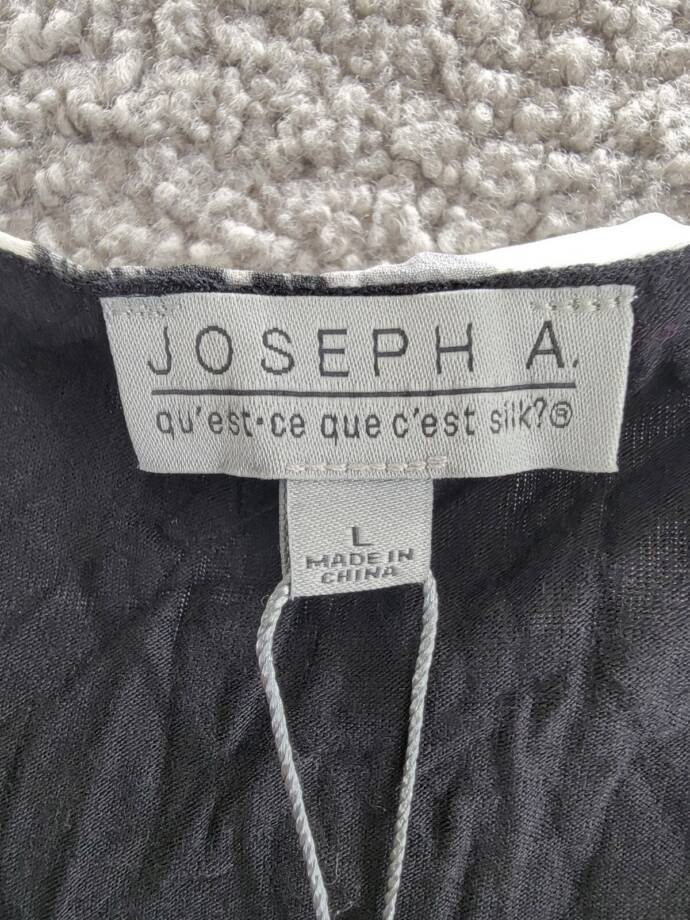 JOSEPH A.
qu'est-ce que c'est silk?®
L
MADE IN
CHINA